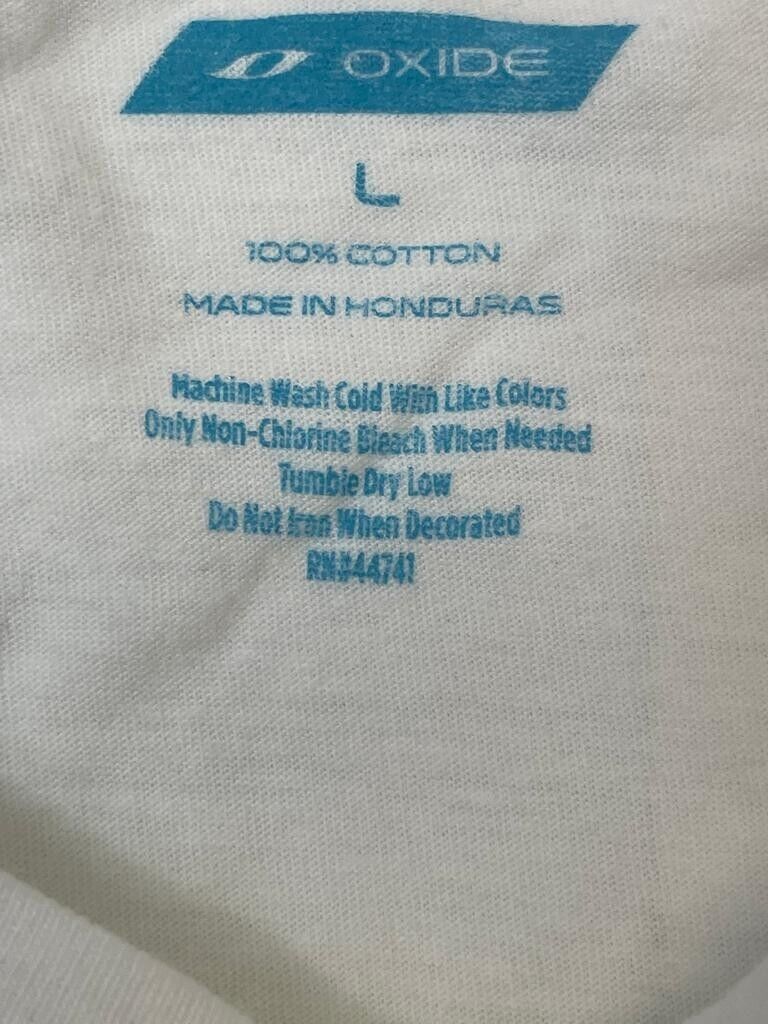 OXIDE
L
100% COTTON
MADE IN HONDURAS
Machine Wash Cold With Like Colors
Only Non-Chlorine Bleach When Needed
Tumble Dry Low
Do Not Iron When Decorated
RN#44741